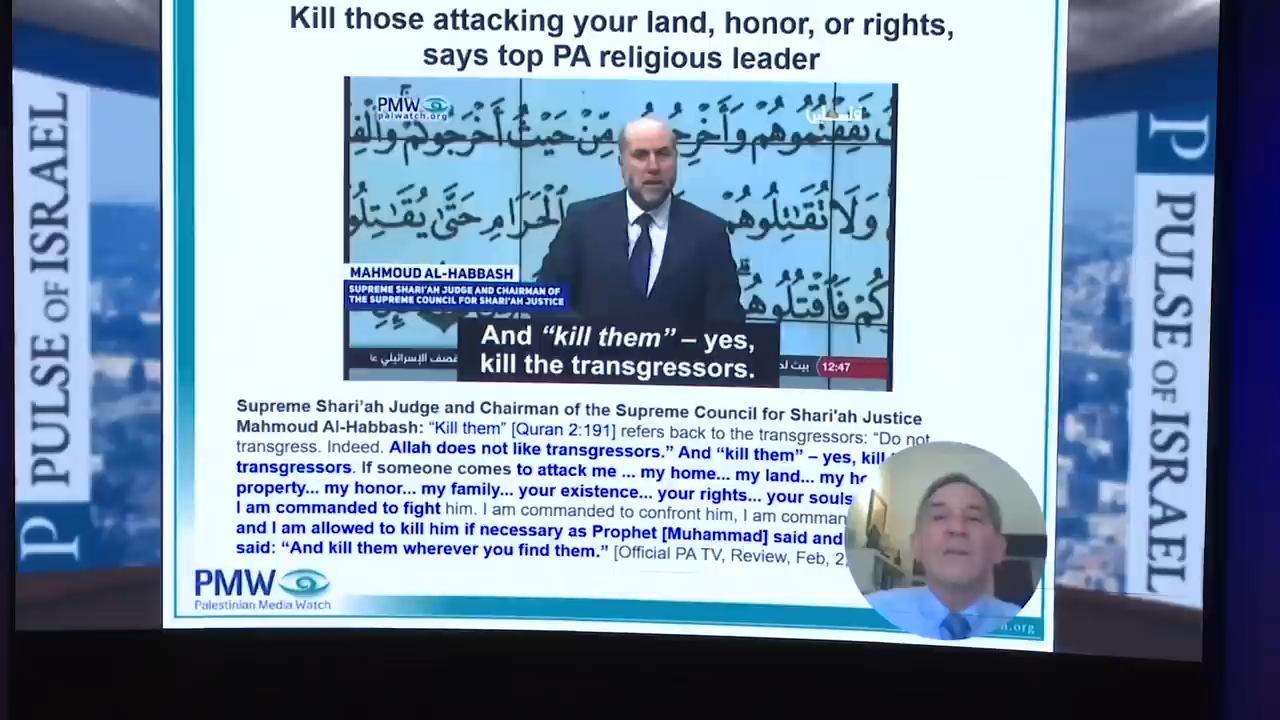 Kill those attacking your land, honor, or rights,
says top PA religious leader
PMW
palwatch.org
MAHMOUD AL-HABBASH
SUPREME SHARI'AH JUDGE AND CHAIRMAN OF
THE SUPREME COUNCIL FOR SHARI'AH JUSTICE
And “kill them” – yes,
kill the transgressors.
12:47
Supreme Shari’ah Judge and Chairman of the Supreme Council for Shari'ah Justice
Mahmoud Al-Habbash: “Kill them” [Quran 2:191] refers back to the transgressors: “Do not
transgress. Indeed. Allah does not like transgressors.” And “kill them” – yes, kill
transgressors. If someone comes to attack me ... my home... my land... my
property... my honor... my family... your existence... your rights... your souls
I am commanded to fight him. I am commanded to confront him, I am
and I am allowed to kill him if necessary as Prophet [Muhammad] said and
said: “And kill them wherever you find them.” [Official PA TV, Review, Feb, 2,
PMW
Palestinian Media Watch
P PULSE OF ISRAEL
P PULSE OF ISRAEL